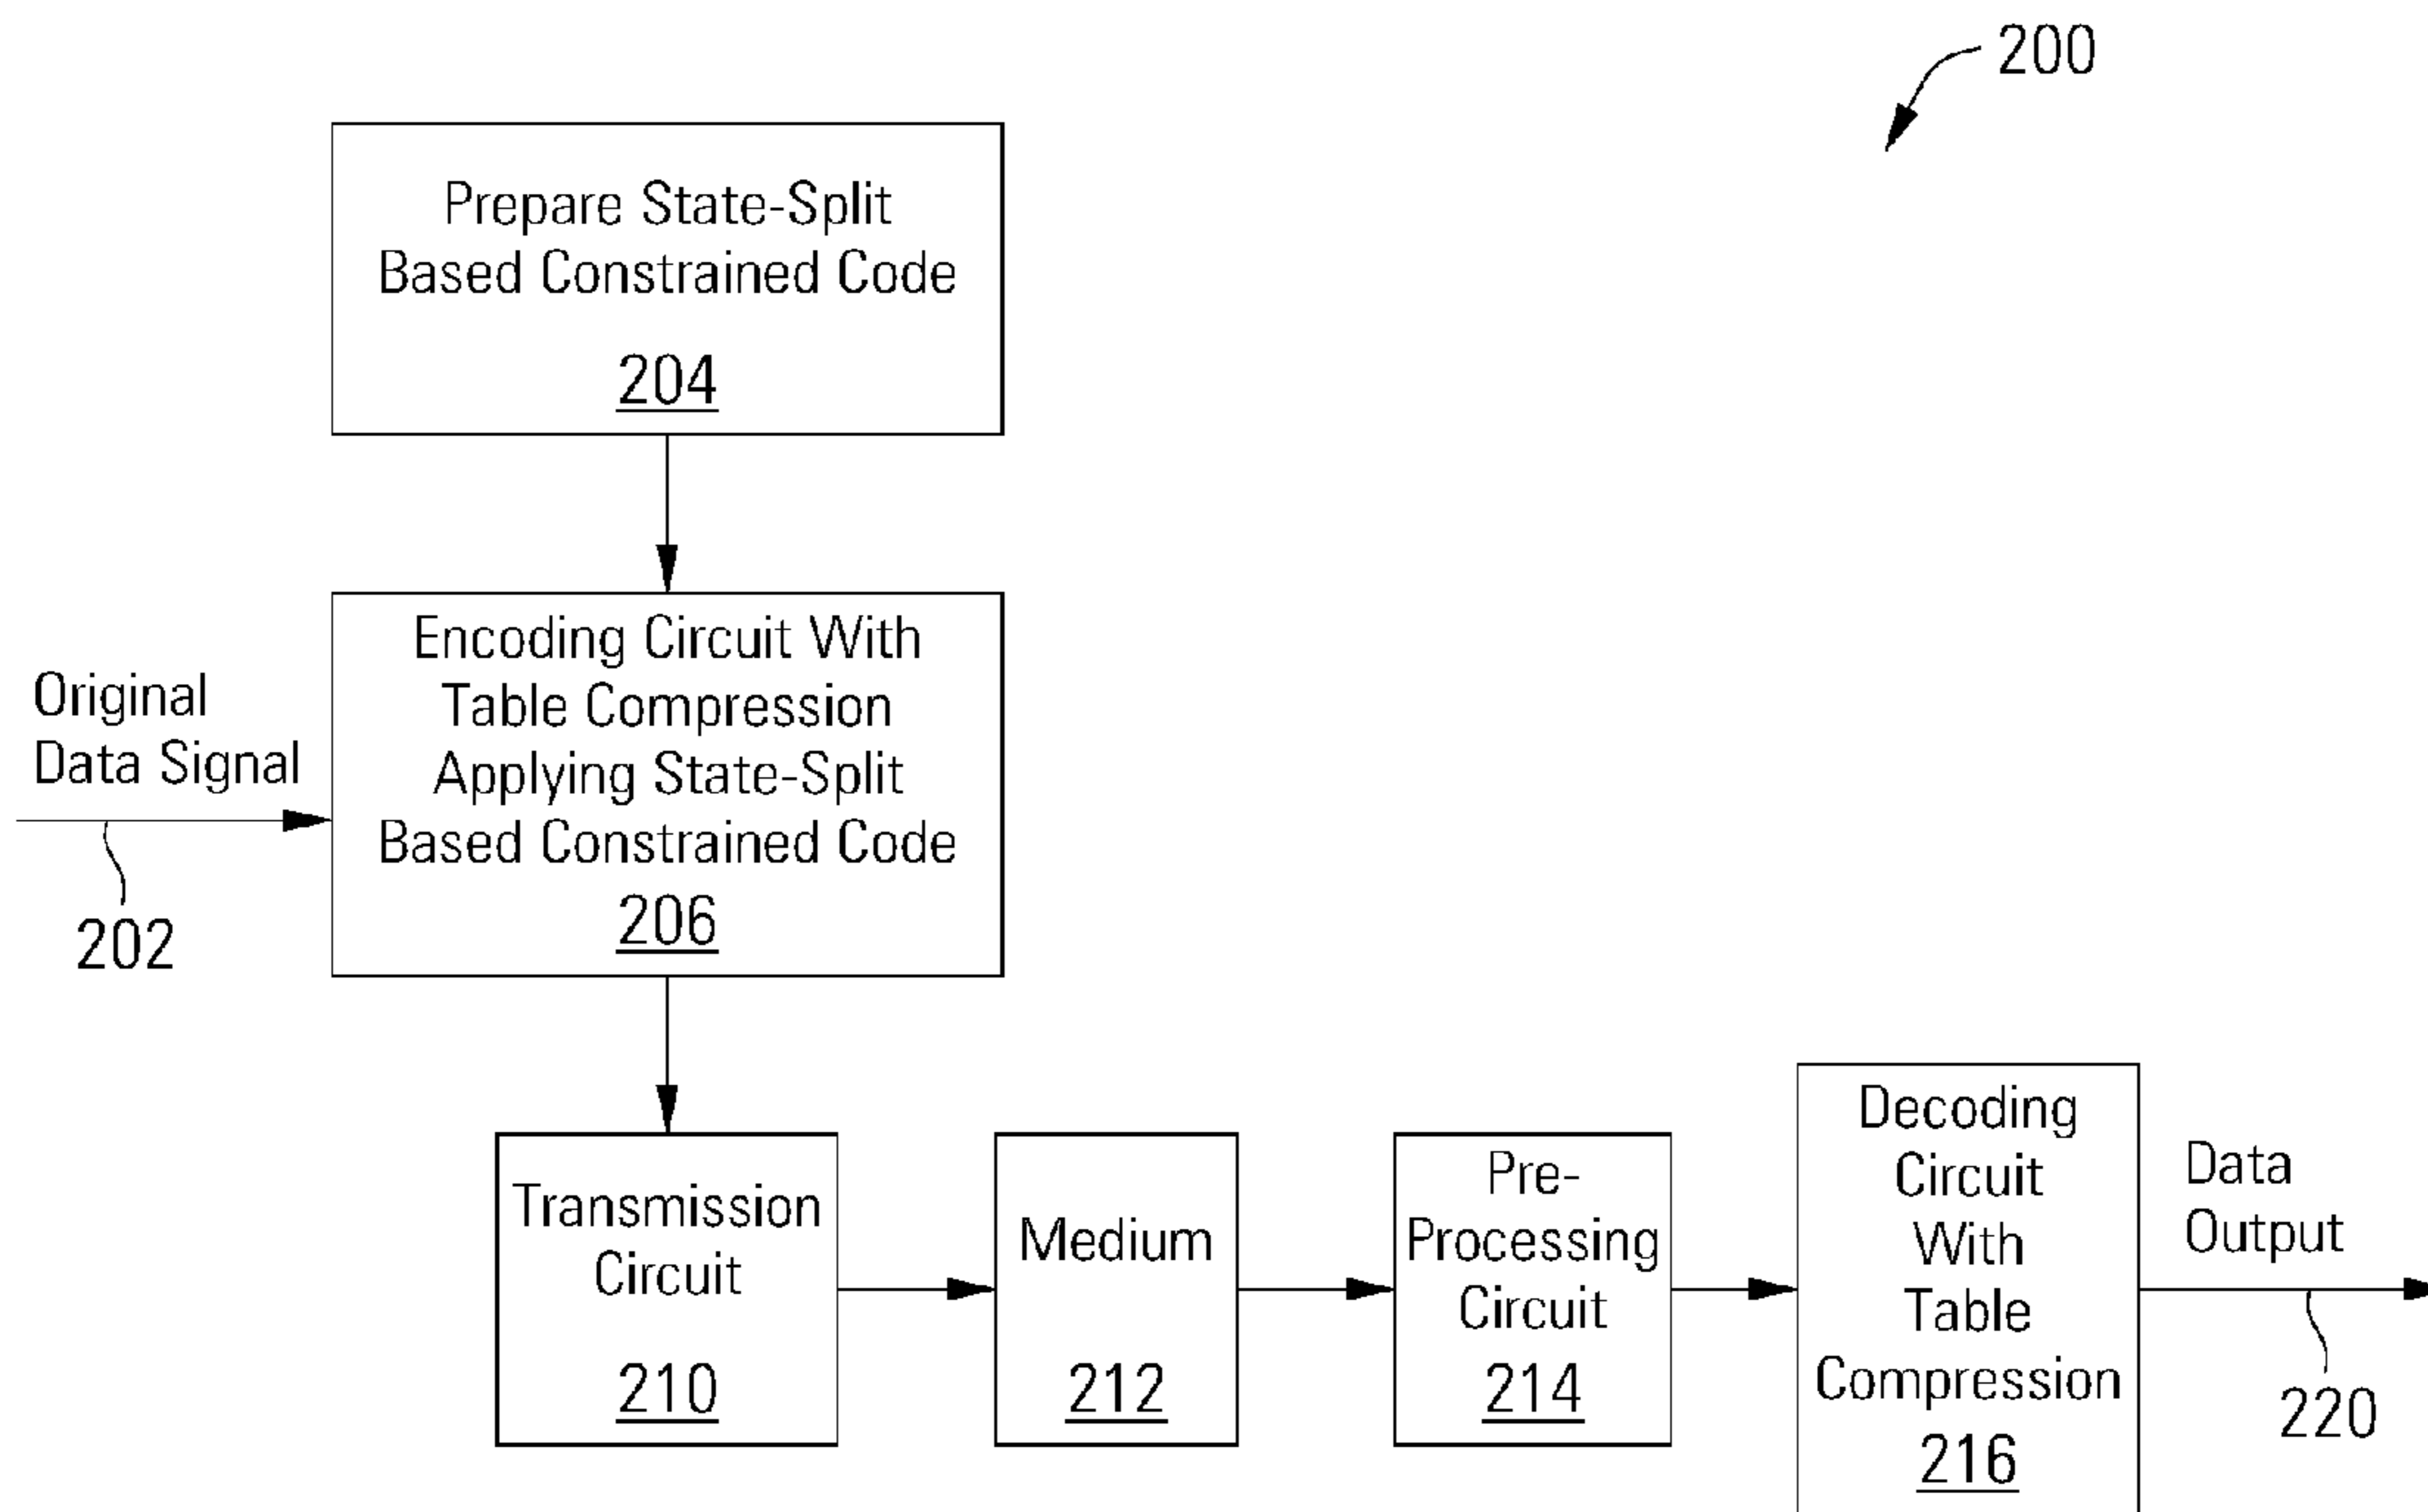 200
Prepare State-Split
Based Constrained Code
204
Original
Data Signal
202
Encoding Circuit With
Table Compression
Applying State-Split
Based Constrained Code
206
Transmission
Circuit
210
Medium
212
Pre-
Processing
Circuit
214
Decoding
Circuit
With
Table
Compression
216
Data
Output
220